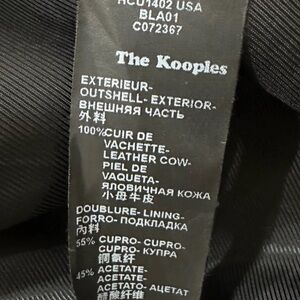 HCU1402 USA
BLA01
C072367
The Kooples
EXTERIEUR-
OUTSHELL- EXTERIOR-
ВНЕШНЯЯ ЧАСТЬ
外料
100%CUIR DE
VACHETTE-
LEATHER COW-
PIEL DE
VAQUETA-
ЯЛОВИЧНАЯ КОЖА
小母牛皮
DOUBLURE- LINING-
FORRO- ПОДКЛАДКА
內料
55% CUPRO- CUPRO-
CUPRO- КУПРА
銅氨纤
45% ACETATE-
ACETATE-
ACETATO- АЦЕТАТ
醋酸纤维